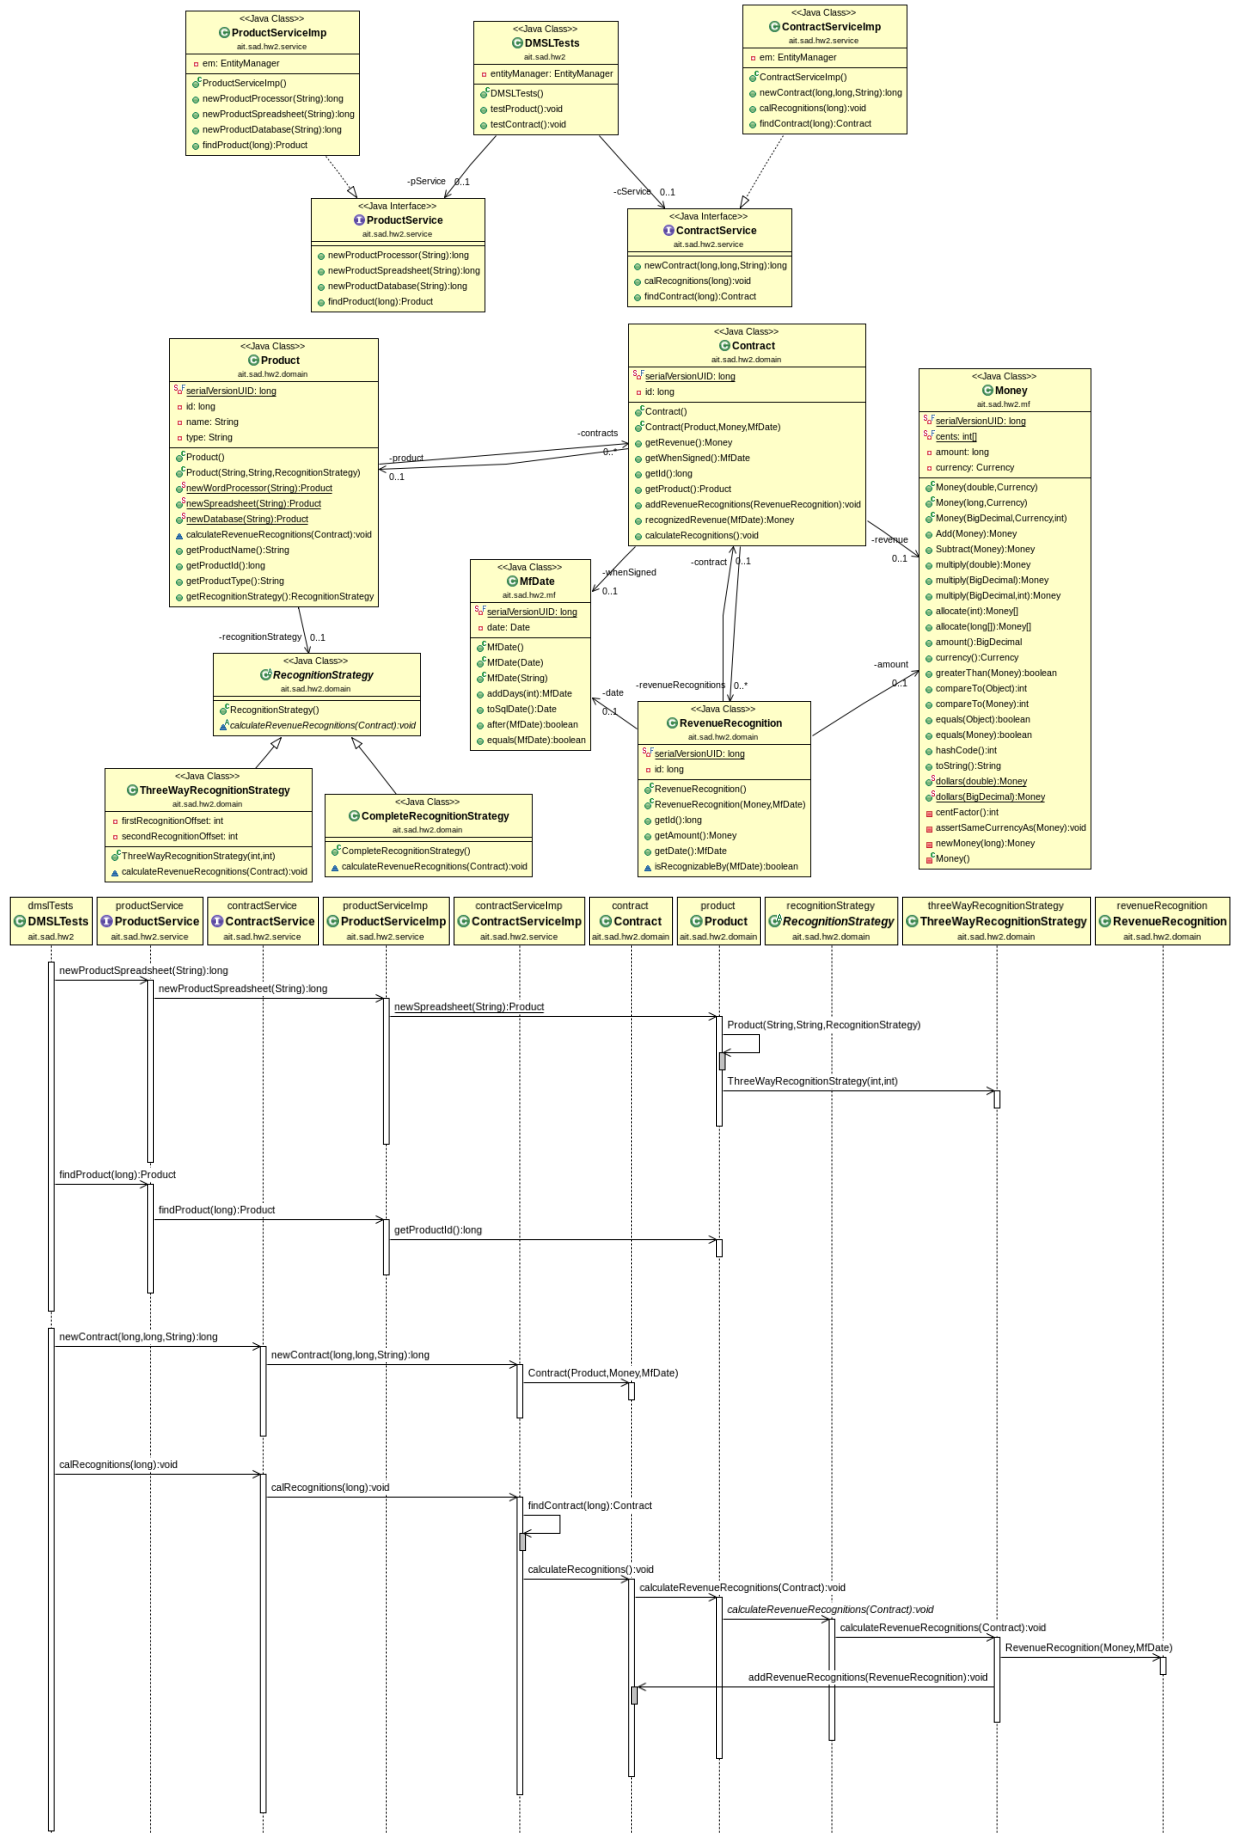 <<Java Class>>
ProductServiceImp
ait.sad.hw2.service
em: EntityManager
ProductServiceImp()
newProductProcessor(String):long
newProductSpreadsheet(String):long
newProductDatabase(String):long
findProduct(long):Product
<<Java Class>>
DMSLTests
ait.sad.hw2
entityManager: EntityManager
DMSLTests()
testProduct():void
testContract():void
<<Java Class>>
ContractServiceImp
ait.sad.hw2.service
em: EntityManager
ContractServiceImp()
newContract(long,long,String):long
calRecognitions(long):void
findContract(long):Contract
-pService 0..1
-cService 0..1
<<Java Interface>>
ProductService
ait.sad.hw2.service
newProductProcessor(String):long
newProductSpreadsheet(String):long
newProductDatabase(String):long
findProduct(long):Product
<<Java Interface>>
ContractService
ait.sad.hw2.service
newContract(long,long,String):long
calRecognitions(long):void
findContract(long):Contract
<<Java Class>>
Product
ait.sad.hw2.domain
serialVersionUID: long
id: long
name: String
type: String
Product()
Product(String,String,RecognitionStrategy)
newWordProcessor(String):Product
newSpreadsheet(String):Product
newDatabase(String):Product
calculateRevenueRecognitions(Contract):void
getProductName():String
getProductId():long
getProductType():String
getRecognitionStrategy():RecognitionStrategy
-contracts
0..*
-product
0..1
<<Java Class>>
Contract
ait.sad.hw2.domain
serialVersionUID: long
id: long
Contract()
Contract(Product,Money,MfDate)
getRevenue():Money
getWhenSigned():MfDate
getId():long
getProduct():Product
addRevenueRecognitions(RevenueRecognition):void
recognizedRevenue(MfDate):Money
calculateRecognitions():void
<<Java Class>>
Money
ait.sad.hw2.mf
serialVersionUID: long
cents: int[]
amount: long
currency: Currency
Money(double,Currency)
Money(long,Currency)
Money(BigDecimal,Currency,int)
Add(Money):Money
Subtract(Money):Money
multiply(double):Money
multiply(BigDecimal):Money
multiply(BigDecimal,int):Money
allocate(int):Money[]
allocate(long[]):Money[]
amount():BigDecimal
currency():Currency
greaterThan(Money):boolean
compareTo(Object):int
compareTo(Money):int
equals(Object):boolean
equals(Money):boolean
hashCode():int
toString():String
dollars(double):Money
dollars(BigDecimal):Money
centFactor():int
assertSameCurrencyAs(Money):void
newMoney(long):Money
Money()
-revenue
0..1
-whenSigned
0..1
-contract 0..1
-revenueRecognitions 0..*
-date
0..1
-amount
0..1
-recognitionStrategy 0..1
<<Java Class>>
MfDate
ait.sad.hw2.mf
serialVersionUID: long
date: Date
MfDate()
MfDate(Date)
MfDate(String)
addDays(int):MfDate
toSqlDate():Date
after(MfDate):boolean
equals(MfDate):boolean
<<Java Class>>
RecognitionStrategy
ait.sad.hw2.domain
RecognitionStrategy()
calculateRevenueRecognitions(Contract):void
<<Java Class>>
RevenueRecognition
ait.sad.hw2.domain
serialVersionUID: long
id: long
RevenueRecognition()
RevenueRecognition(Money,MfDate)
getId():long
getAmount():Money
getDate():MfDate
isRecognizableBy(MfDate):boolean
<<Java Class>>
ThreeWayRecognitionStrategy
ait.sad.hw2.domain
firstRecognitionOffset: int
secondRecognitionOffset: int
ThreeWayRecognitionStrategy(int,int)
calculateRevenueRecognitions(Contract):void
<<Java Class>>
CompleteRecognitionStrategy
ait.sad.hw2.domain
CompleteRecognitionStrategy()
calculateRevenueRecognitions(Contract):void
dmslTests
DMSLTests
ait.sad.hw2
productService
ProductService
ait.sad.hw2.service
contractService
ContractService
ait.sad.hw2.service
productServiceImp
ProductServiceImp
ait.sad.hw2.service
contractServiceImp
ContractServiceImp
ait.sad.hw2.service
contract
Contract
ait.sad.hw2.domain
product
Product
ait.sad.hw2.domain
recognitionStrategy
RecognitionStrategy
ait.sad.hw2.domain
threeWayRecognitionStrategy
ThreeWayRecognitionStrategy
ait.sad.hw2.domain
revenueRecognition
RevenueRecognition
ait.sad.hw2.domain
newProductSpreadsheet(String):long
newProductSpreadsheet(String):long
newSpreadsheet(String):Product
Product(String,String,RecognitionStrategy)
ThreeWayRecognitionStrategy(int,int)
findProduct(long):Product
findProduct(long):Product
getProductId():long
newContract(long,long,String):long
newContract(long,long,String):long
Contract(Product,Money,MfDate)
calRecognitions(long):void
calRecognitions(long):void
findContract(long):Contract
calculateRecognitions():void
calculateRevenueRecognitions(Contract):void
calculateRevenueRecognitions(Contract):void
calculateRevenueRecognitions(Contract):void
RevenueRecognition(Money,MfDate)
addRevenueRecognitions(RevenueRecognition):void